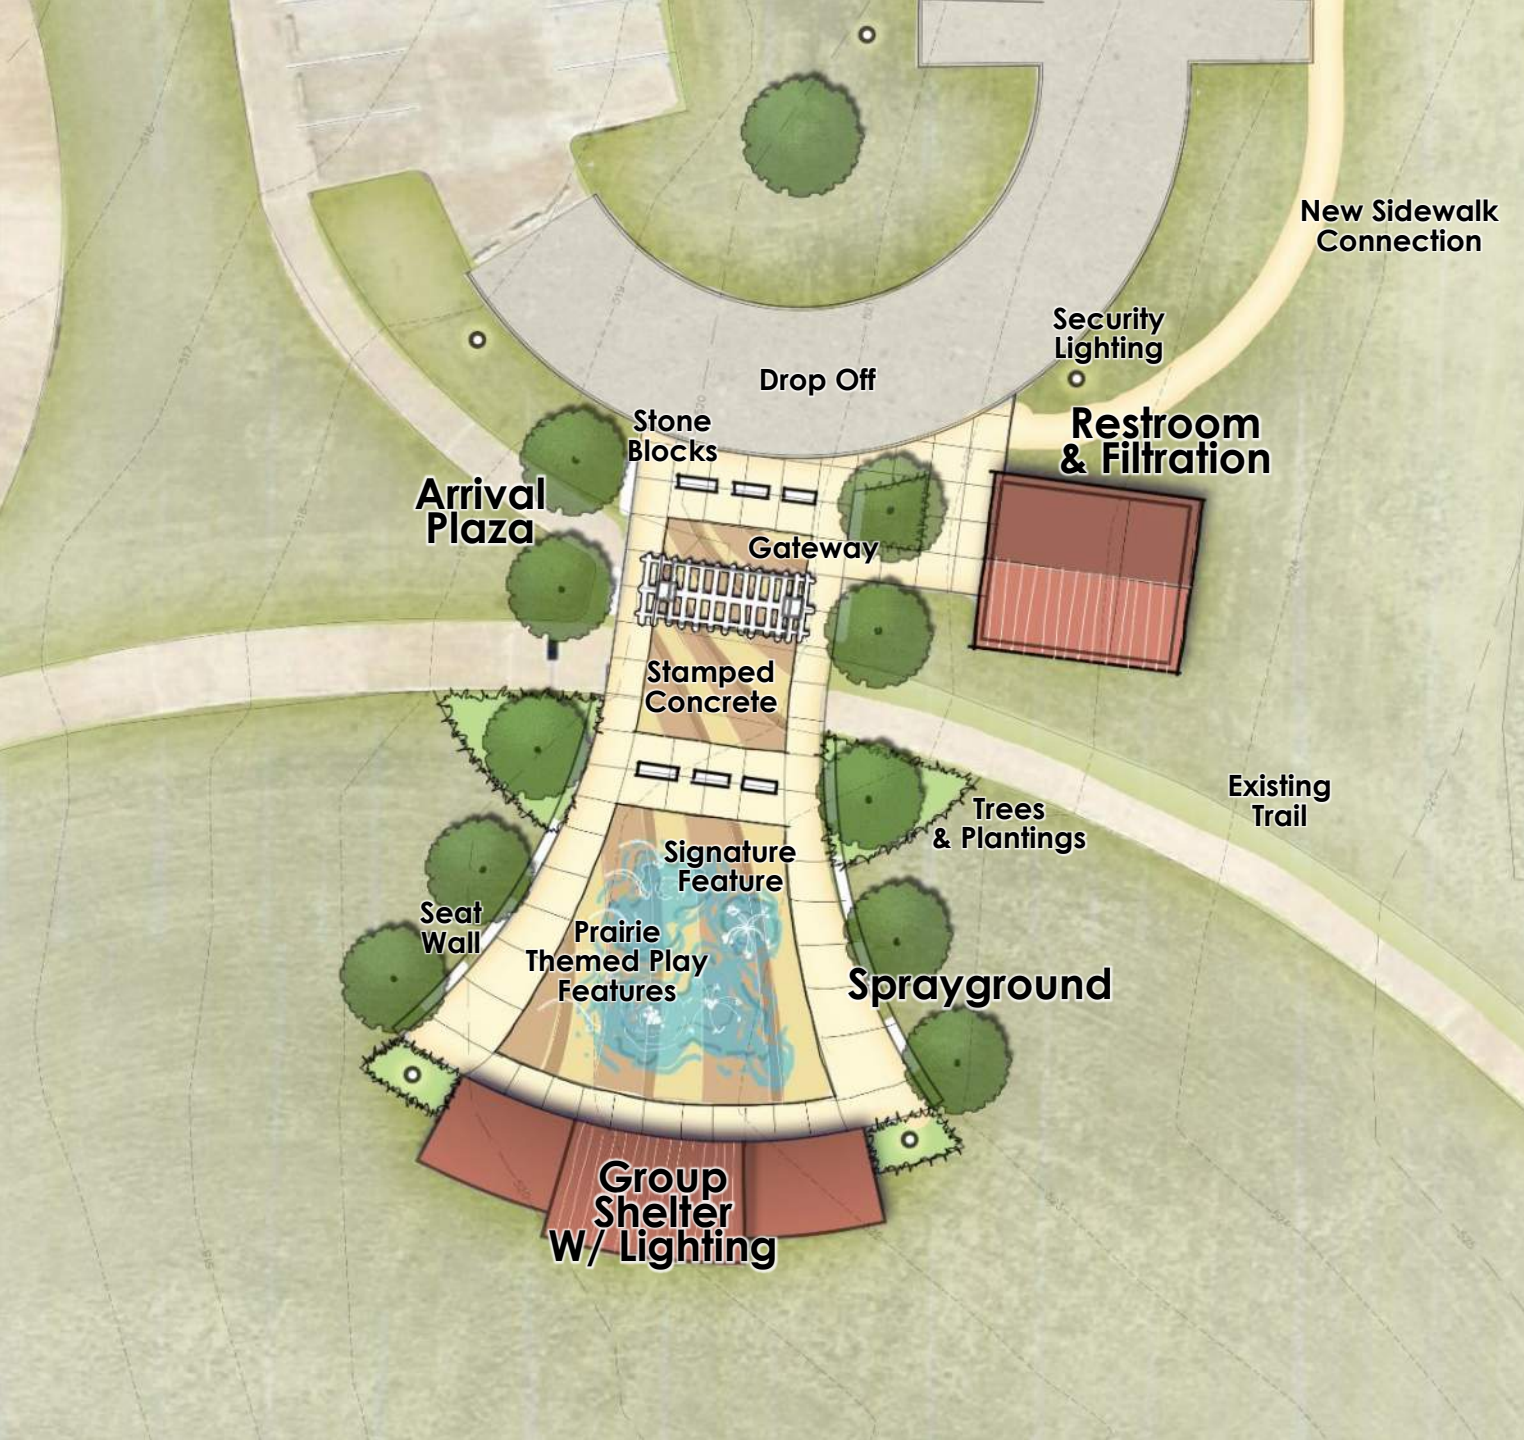 New Sidewalk
Connection
Security
Lighting
Drop Off
Stone
Blocks
Restroom
& Filtration
Arrival
Plaza
Gateway
Stamped
Concrete
Existing
Trail
Trees
& Plantings
Signature
Feature
Seat
Wall
Prairie
Themed Play
Features
Sprayground
Group
Shelter
W/ Lighting